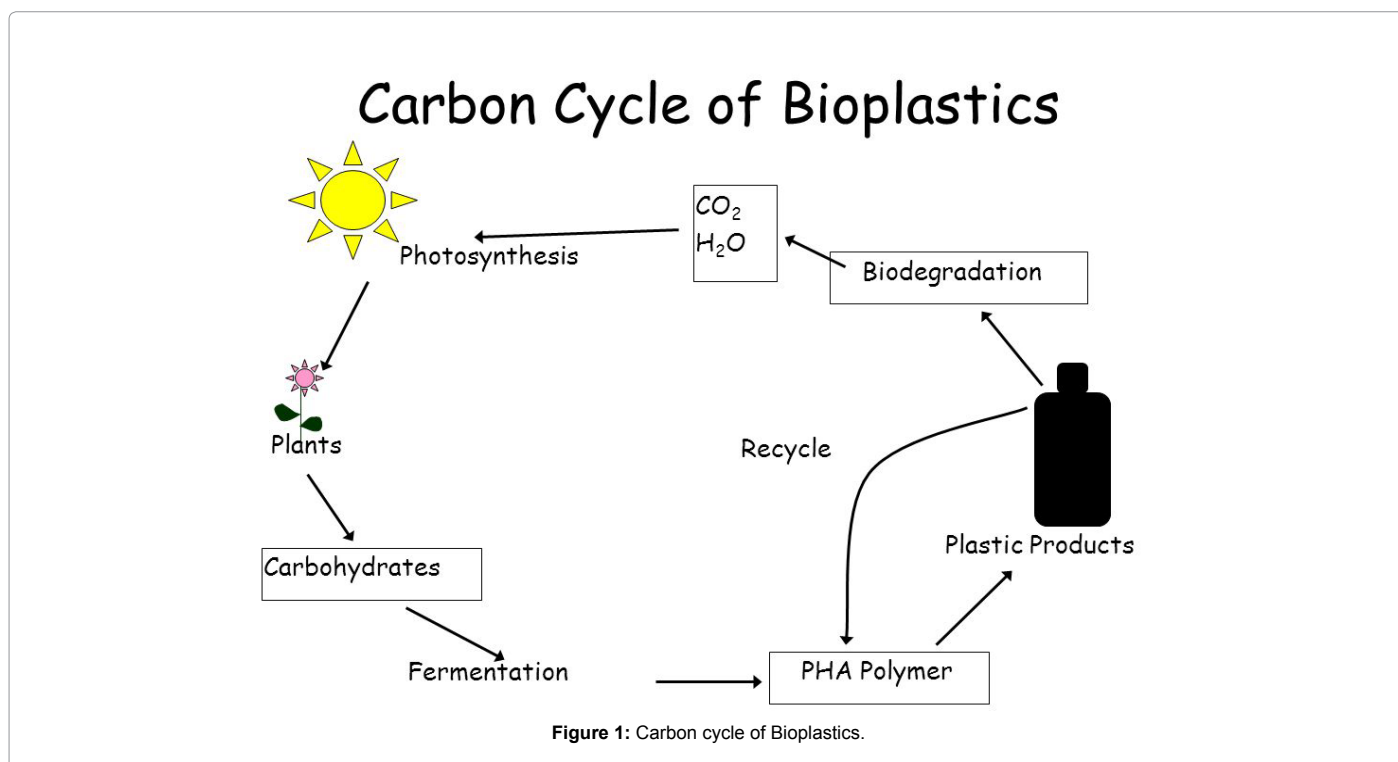 Carbon Cycle of Bioplastics
CO₂
H₂O
Photosynthesis
Biodegradation
Plants
Recycle
Plastic Products
Carbohydrates
Fermentation
PHA Polymer
Figure 1: Carbon cycle of Bioplastics.